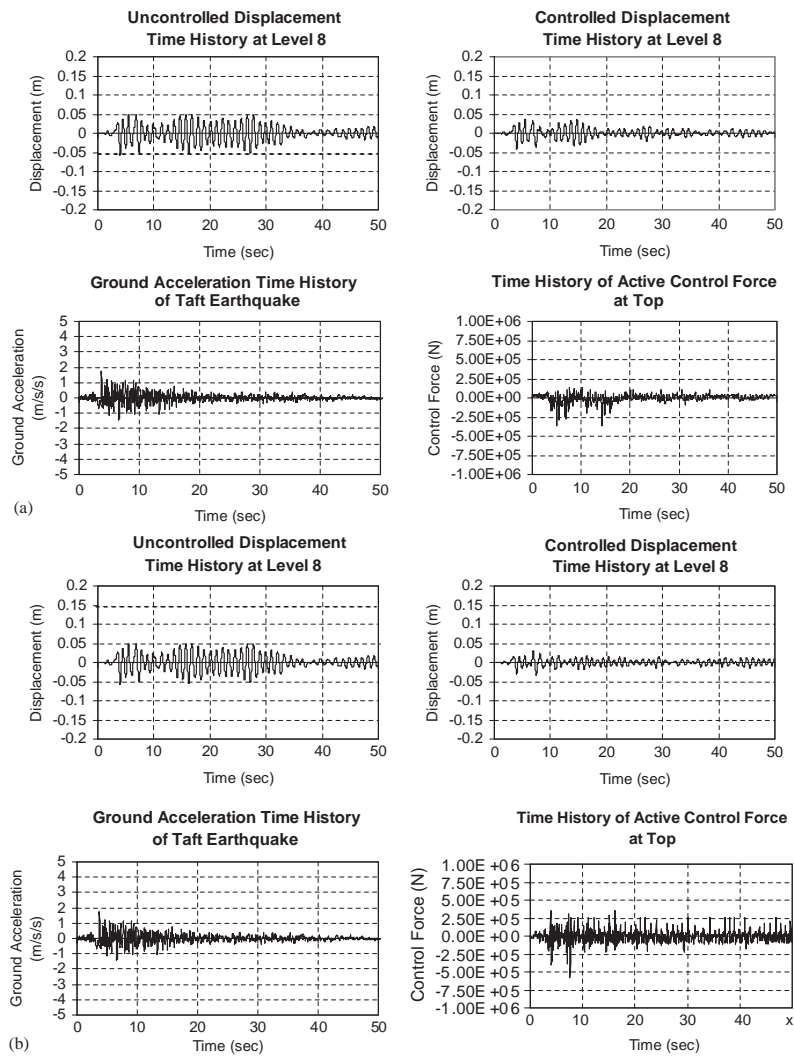 Uncontrolled Displacement
Time History at Level 8
Displacement (m)
0.2
0.15
0.1
0.05
0
-0.05
-0.1
-0.15
-0.2
0 10 20 30 40 50
Time (sec)
Controlled Displacement
Time History at Level 8
Displacement (m)
0.2
0.15
0.1
0.05
0
-0.05
-0.1
-0.15
-0.2
0 10 20 30 40 50
Time (sec)
Ground Acceleration Time History
of Taft Earthquake
Ground Acceleration
(m/s/s)
5
4
3
2
1
0
-1
-2
-3
-4
-5
0 10 20 30 40 50
Time (sec)
Time History of Active Control Force
at Top
Control Force (N)
1.00E+06
7.50E+05
5.00E+05
2.50E+05
0.00E+00
-2.50E+05
-5.00E+05
-7.50E+05
-1.00E+06
0 10 20 30 40 50
Time (sec)
(a)
Uncontrolled Displacement
Time History at Level 8
Displacement (m)
0.2
0.15
0.1
0.05
0
-0.05
-0.1
-0.15
-0.2
0 10 20 30 40 50
Time (sec)
Controlled Displacement
Time History at Level 8
Displacement (m)
0.2
0.15
0.1
0.05
0
-0.05
-0.1
-0.15
-0.2
0 10 20 30 40 50
Time (sec)
Ground Acceleration Time History
of Taft Earthquake
Ground Acceleration
(m/s/s)
5
4
3
2
1
0
-1
-2
-3
-4
-5
0 10 20 30 40 50
Time (sec)
Time History of Active Control Force
at Top
Control Force (N)
1.00E +06
7.50E +05
5.00E +05
2.50E +05
0.00E +00
-2.50E +05
-5.00E +05
-7.50E +05
-1.00E +06
0 10 20 30 40 x
Time (sec)
(b)